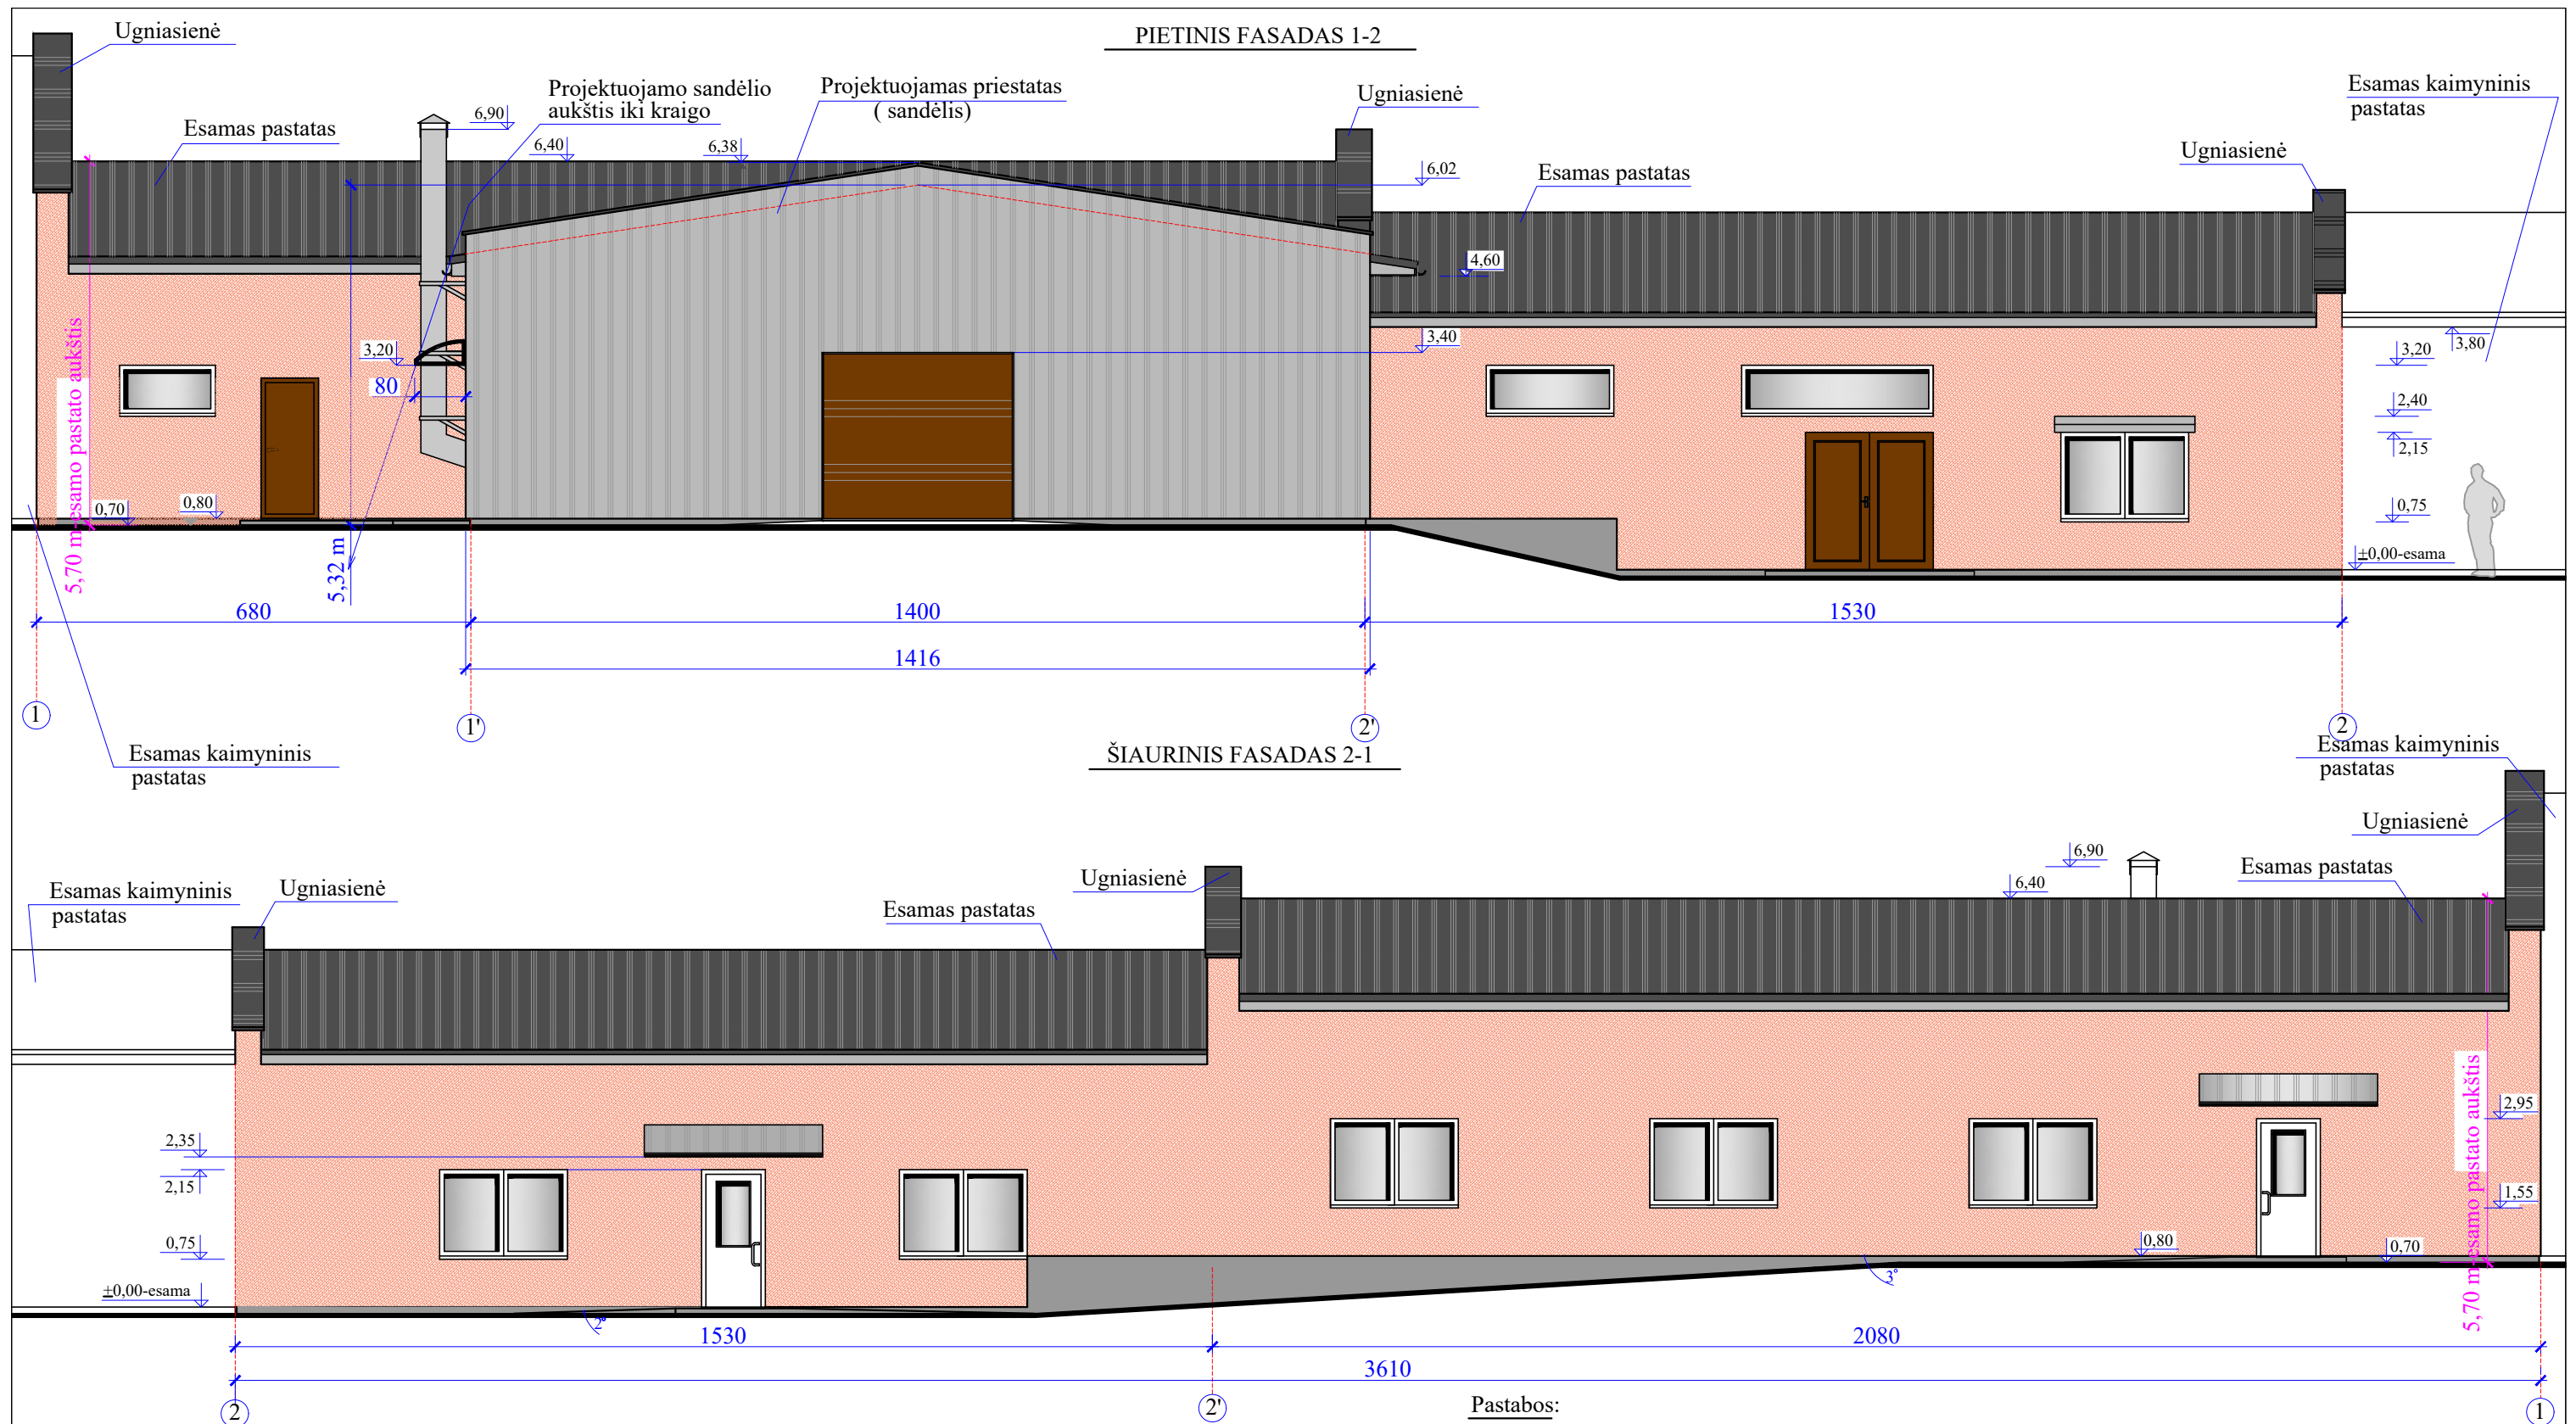 PIETINIS FASADAS 1-2
Ugniasienė
Esamas pastatas
6,90
Projektuojamo sandėlio
aukštis iki kraigo
Projektuojamas priestatas
( sandėlis)
Ugniasienė
Esamas kaimyninis
pastatas
Ugniasienė
Esamas pastatas
6,40
6,38
6,02
4,60
3,40
3,20
80
3,80
3,20
2,40
2,15
0,75
±0,00-esama
0,70
0,80
5,70 m-esamo pastato aukštis
5,32 m
680
1400
1530
1416
1
1'
2'
2
Esamas kaimyninis
pastatas
ŠIAURINIS FASADAS 2-1
Esamas kaimyninis
pastatas
Ugniasienė
Esamas kaimyninis
pastatas
Ugniasienė
Esamas pastatas
Ugniasienė
6,90
6,40
Esamas pastatas
2,35
2,15
0,75
±0,00-esama
2,95
1,55
0,80
0,70
5,70 m-esamo pastato aukštis
2°
3°
1530
2080
3610
2
2'
1
Pastabos: